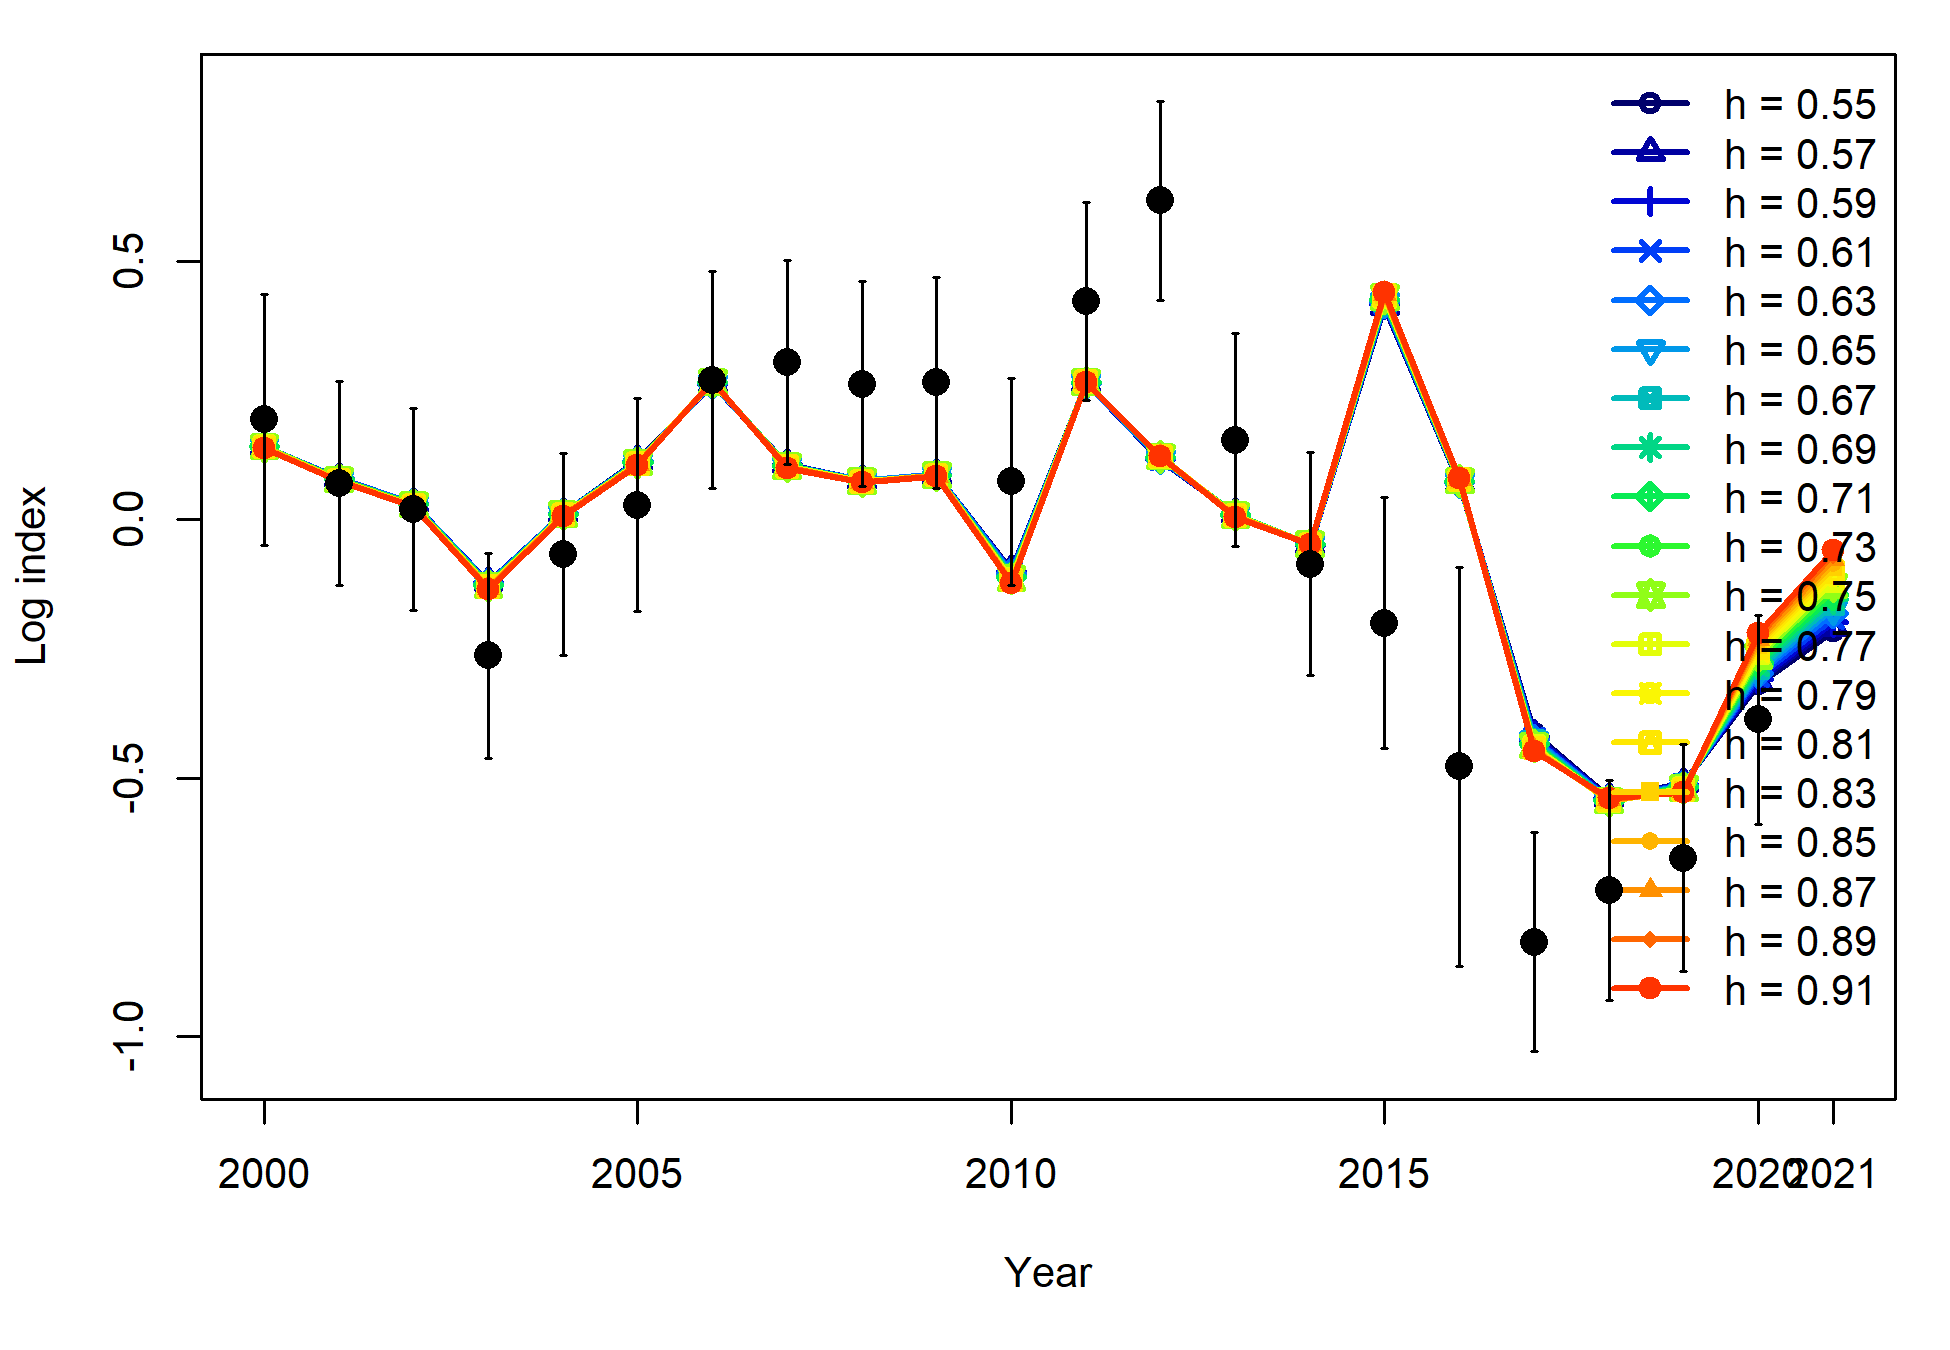 h = 0.55
h = 0.57
h = 0.59
h = 0.61
h = 0.63
h = 0.65
h = 0.67
h = 0.69
h = 0.71
h = 0.73
h = 0.75
h = 0.77
h = 0.79
h = 0.81
h = 0.83
h = 0.85
h = 0.87
h = 0.89
h = 0.91
0.5
0.0
-0.5
-1.0
Log index
2000 2005 2010 2015 2020 2021
Year